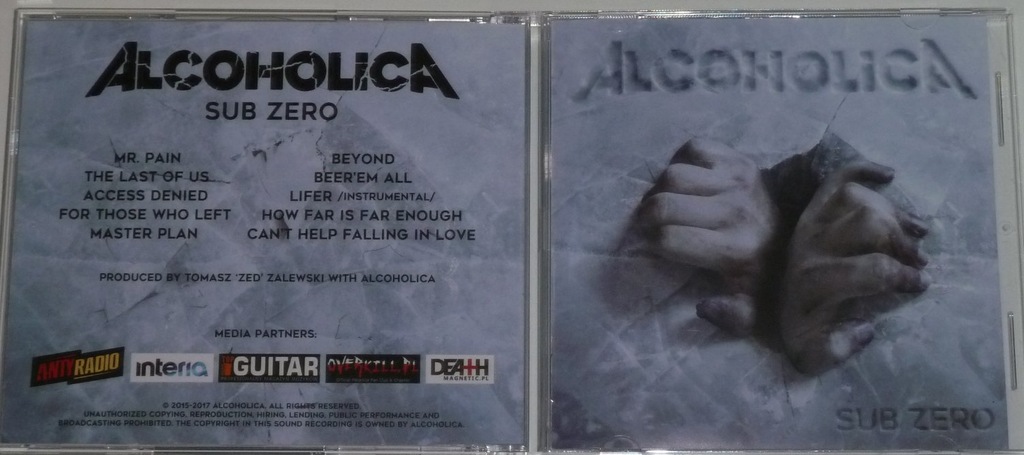 ALCOHOLICA
SUB ZERO
MR. PAIN
THE LAST OF US
ACCESS DENIED
FOR THOSE WHO LEFT
MASTER PLAN
BEYOND
BEER'EM ALL
LIFER /INSTRUMENTAL/
HOW FAR IS FAR ENOUGH
CAN'T HELP FALLING IN LOVE
PRODUCED BY TOMASZ 'ZED' ZALEWSKI WITH ALCOHOLICA
MEDIA PARTNERS:
ANTYRADIO
interia
GUITAR
OVERKILL.PL
DEATH
MAGNETIC.PL
© 2015-2017 ALCOHOLICA. ALL RIGHTS RESERVED.
UNAUTHORIZED COPYING, REPRODUCTION, HIRING, LENDING, PUBLIC PERFORMANCE AND
BROADCASTING PROHIBITED. THE COPYRIGHT IN THIS SOUND RECORDING IS OWNED BY ALCOHOLICA.
ALCOHOLICA
SUB ZERO